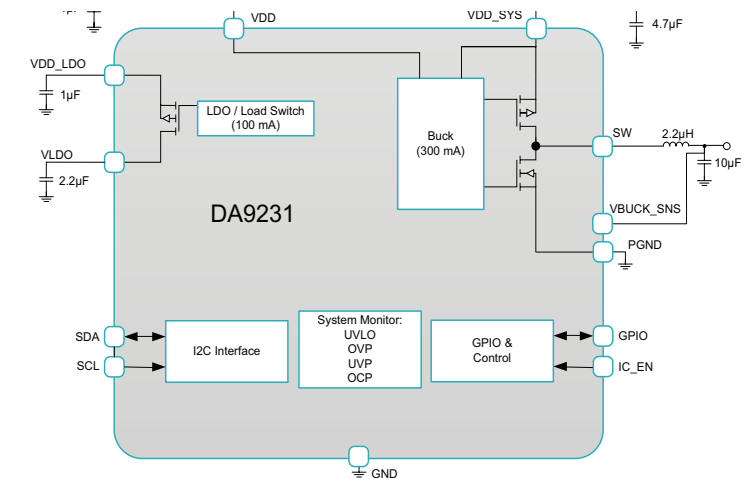 VDD
VDD_SYS
4.7µF
VDD_LDO
1µF
LDO / Load Switch
(100 mA)
Buck
(300 mA)
SW
2.2µH
10µF
VLDO
2.2µF
DA9231
VBUCK_SNS
PGND
SDA
SCL
I2C Interface
System Monitor:
UVLO
OVP
UVP
OCP
GPIO &
Control
GPIO
IC_EN
GND